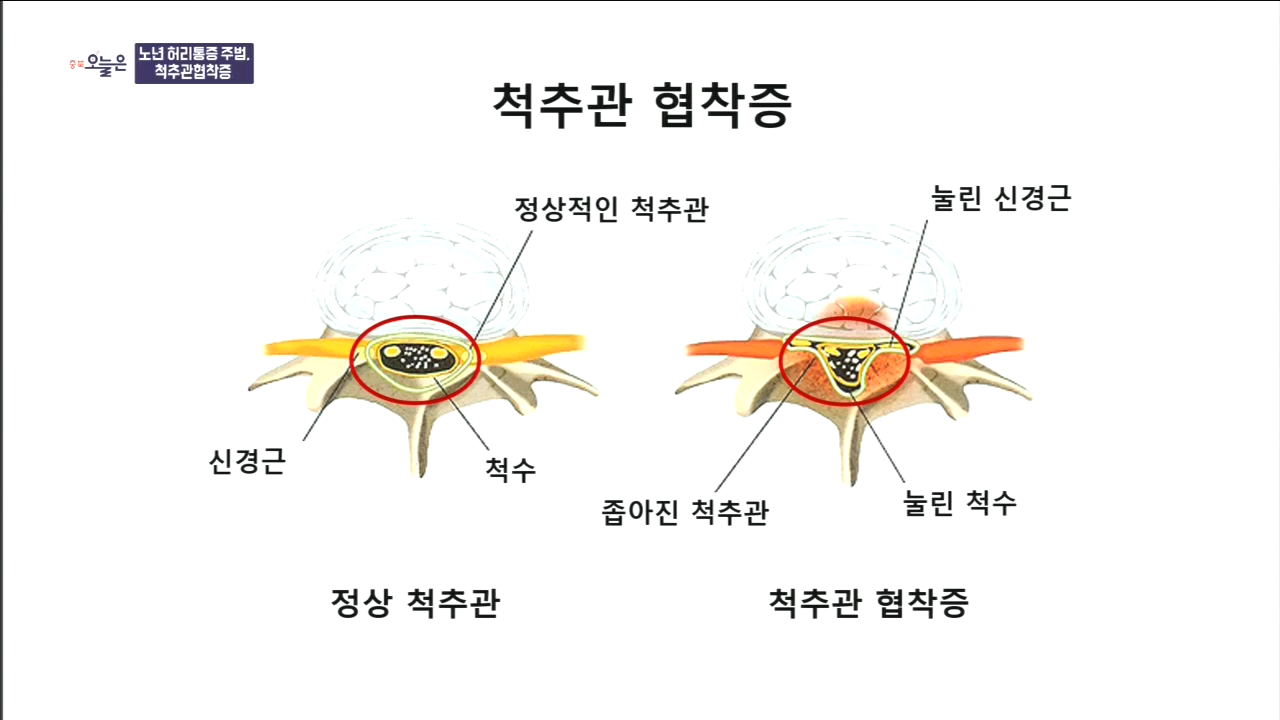 충북 오늘은
노년 허리통증 주범,
척추관협착증
척추관 협착증
정상적인 척추관
눌린 신경근
신경근
척수
좁아진 척추관
눌린 척수
정상 척추관
척추관 협착증